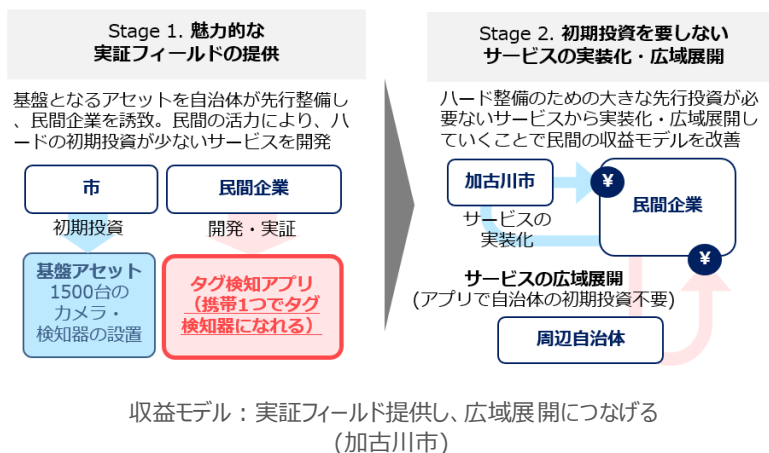 Stage 1. 魅力的な
実証フィールドの提供
基盤となるアセットを自治体が先行整備し
、民間企業を誘致。民間の活力により、ハ
ードの初期投資が少ないサービスを開発
市
民間企業
初期投資
開発・実証
基盤アセット
1500台の
カメラ・
検知器の設置
タグ検知アプリ
（携帯1つでタグ
検知器になれる）
Stage 2. 初期投資を要しない
サービスの実装化・広域展開
ハード整備のための大きな先行投資が必
要ないサービスから実装化・広域展開し
ていくことで民間の収益モデルを改善
加古川市
¥
民間企業
サービスの
実装化
¥
サービスの広域展開
(アプリで自治体の初期投資不要)
周辺自治体
収益モデル：実証フィールド提供し、広域展開につなげる
(加古川市)